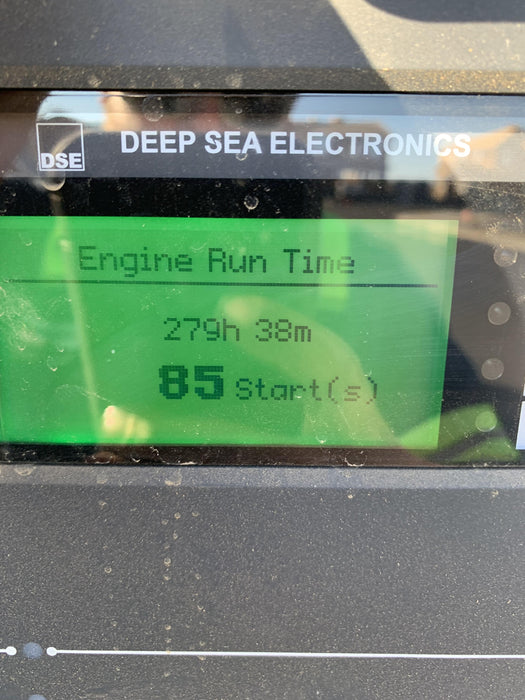 DSE
DEEP SEA ELECTRONICS
Engine Run Time
279h 38m
85 Start(s)